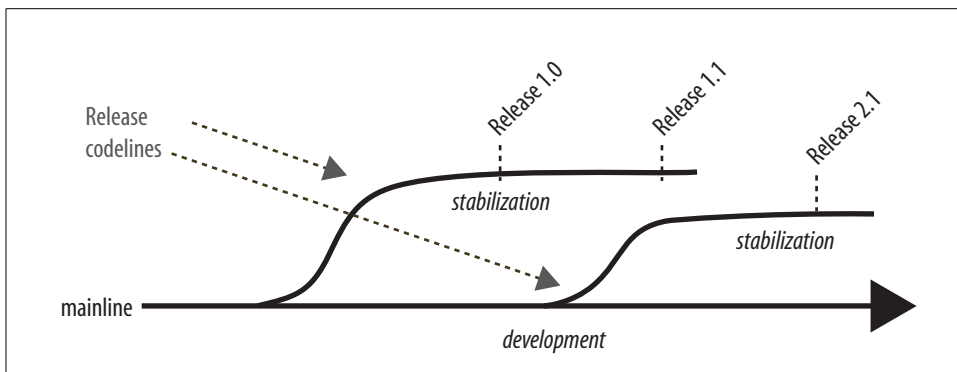 Release 1.0
Release 1.1
Release 2.1
Release
codelines
stabilization
stabilization
mainline
development